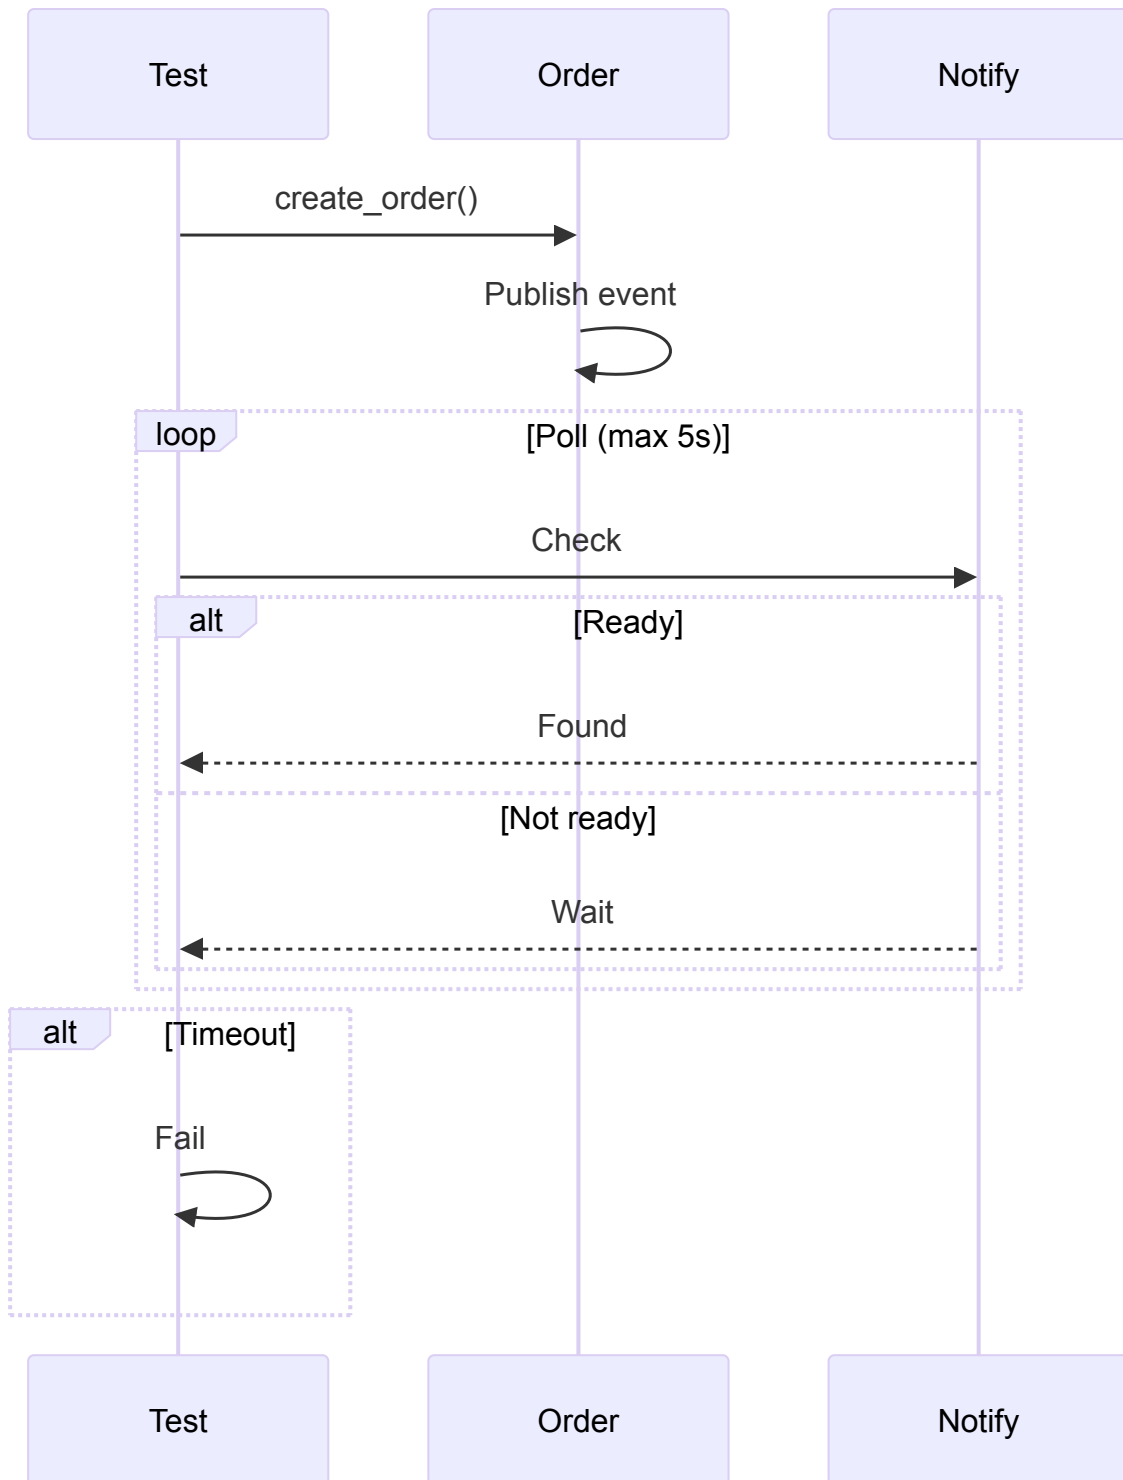 Test
Order
Notify
create_order()
Publish event
loop
[Poll (max 5s)]
Check
alt
[Ready]
Found
[Not ready]
Wait
alt
[Timeout]
Fail
Test
Order
Notify